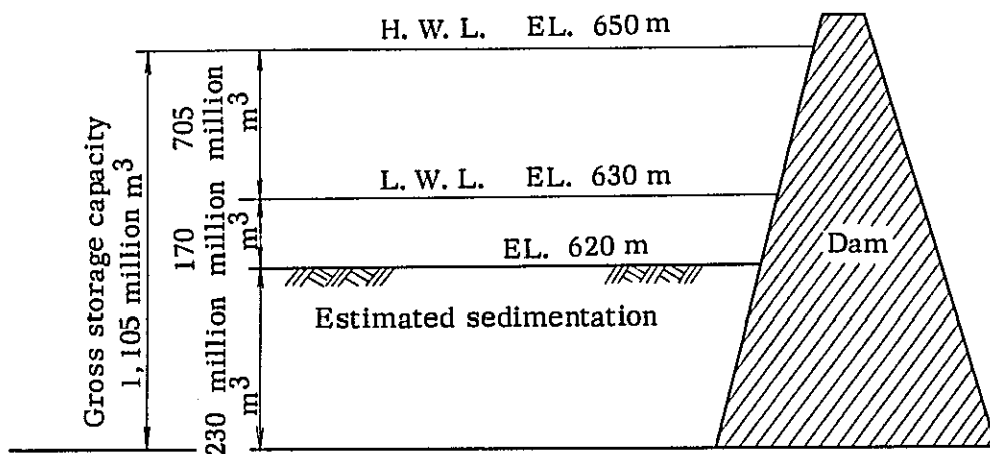 H. W. L. EL. 650 m
L. W. L. EL. 630 m
EL. 620 m
Estimated sedimentation
Dam
Gross storage capacity
1, 105 million m³
705
million
m³
170
million
m³
230 million
m³